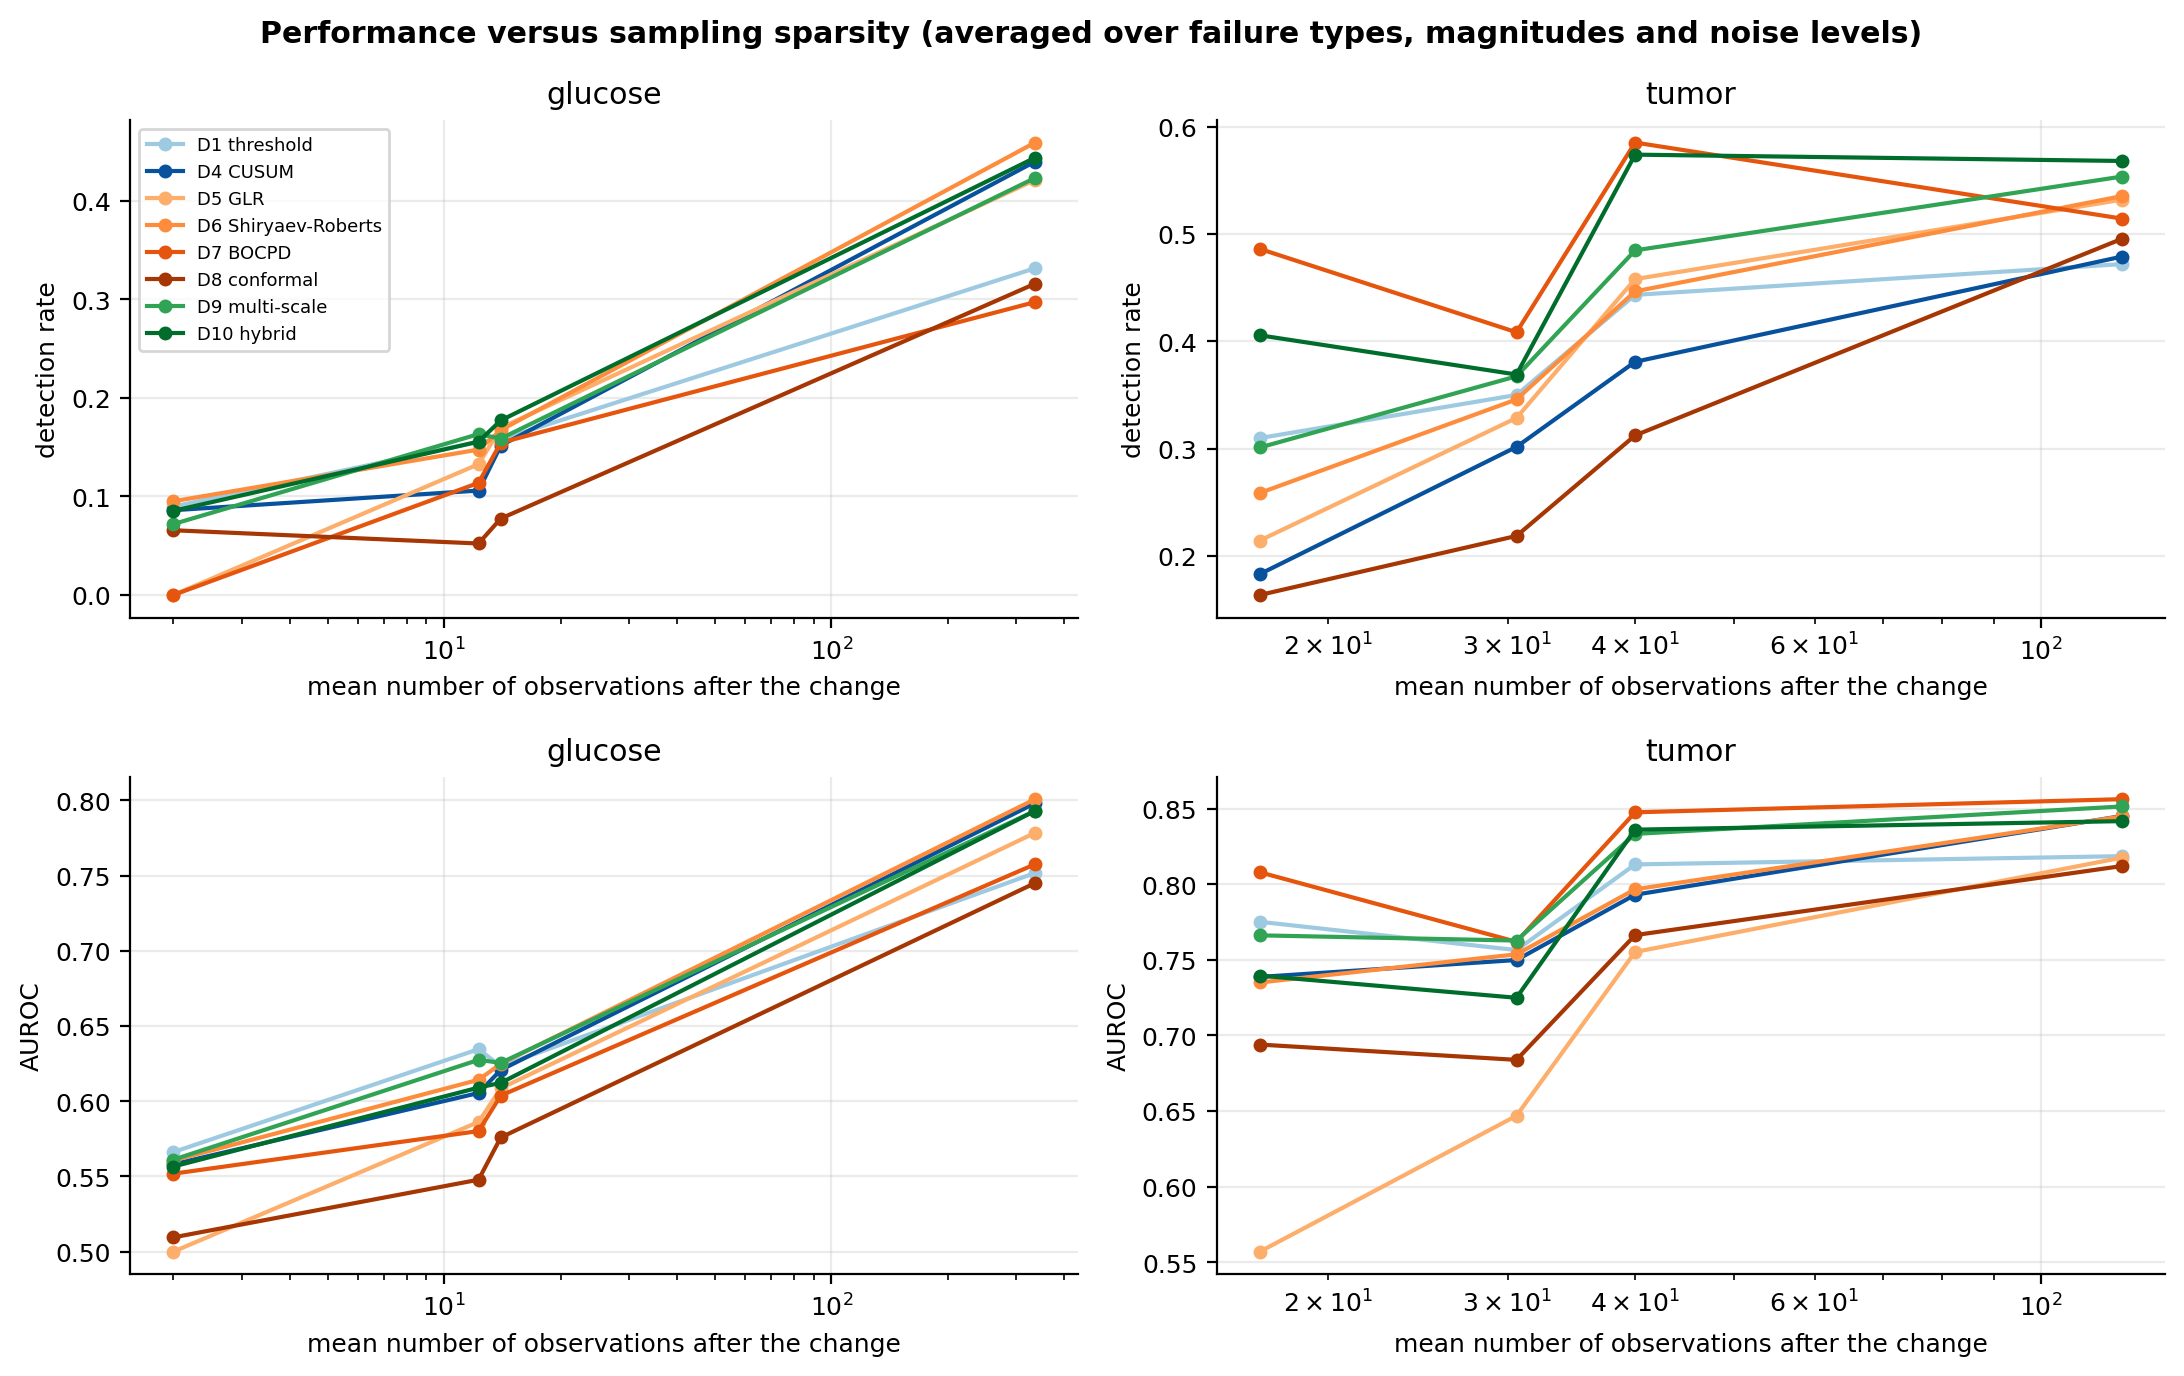 Performance versus sampling sparsity (averaged over failure types, magnitudes and noise levels)
glucose
detection rate
0.4
0.3
0.2
0.1
0.0
D1 threshold
D4 CUSUM
D5 GLR
D6 Shiryaev-Roberts
D7 BOCPD
D8 conformal
D9 multi-scale
D10 hybrid
10¹ 10²
mean number of observations after the change
tumor
detection rate
0.6
0.5
0.4
0.3
0.2
2 × 10¹ 3 × 10¹ 4 × 10¹ 6 × 10¹ 10²
mean number of observations after the change
glucose
AUROC
0.80
0.75
0.70
0.65
0.60
0.55
0.50
10¹ 10²
mean number of observations after the change
tumor
AUROC
0.85
0.80
0.75
0.70
0.65
0.60
0.55
2 × 10¹ 3 × 10¹ 4 × 10¹ 6 × 10¹ 10²
mean number of observations after the change